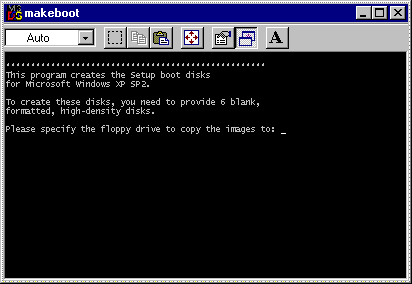 makeboot
Auto
A
This program creates the Setup boot disks
for Microsoft Windows XP SP2.
To create these disks, you need to provide 6 blank,
formatted, high-density disks.
Please specify the floppy drive to copy the images to: _